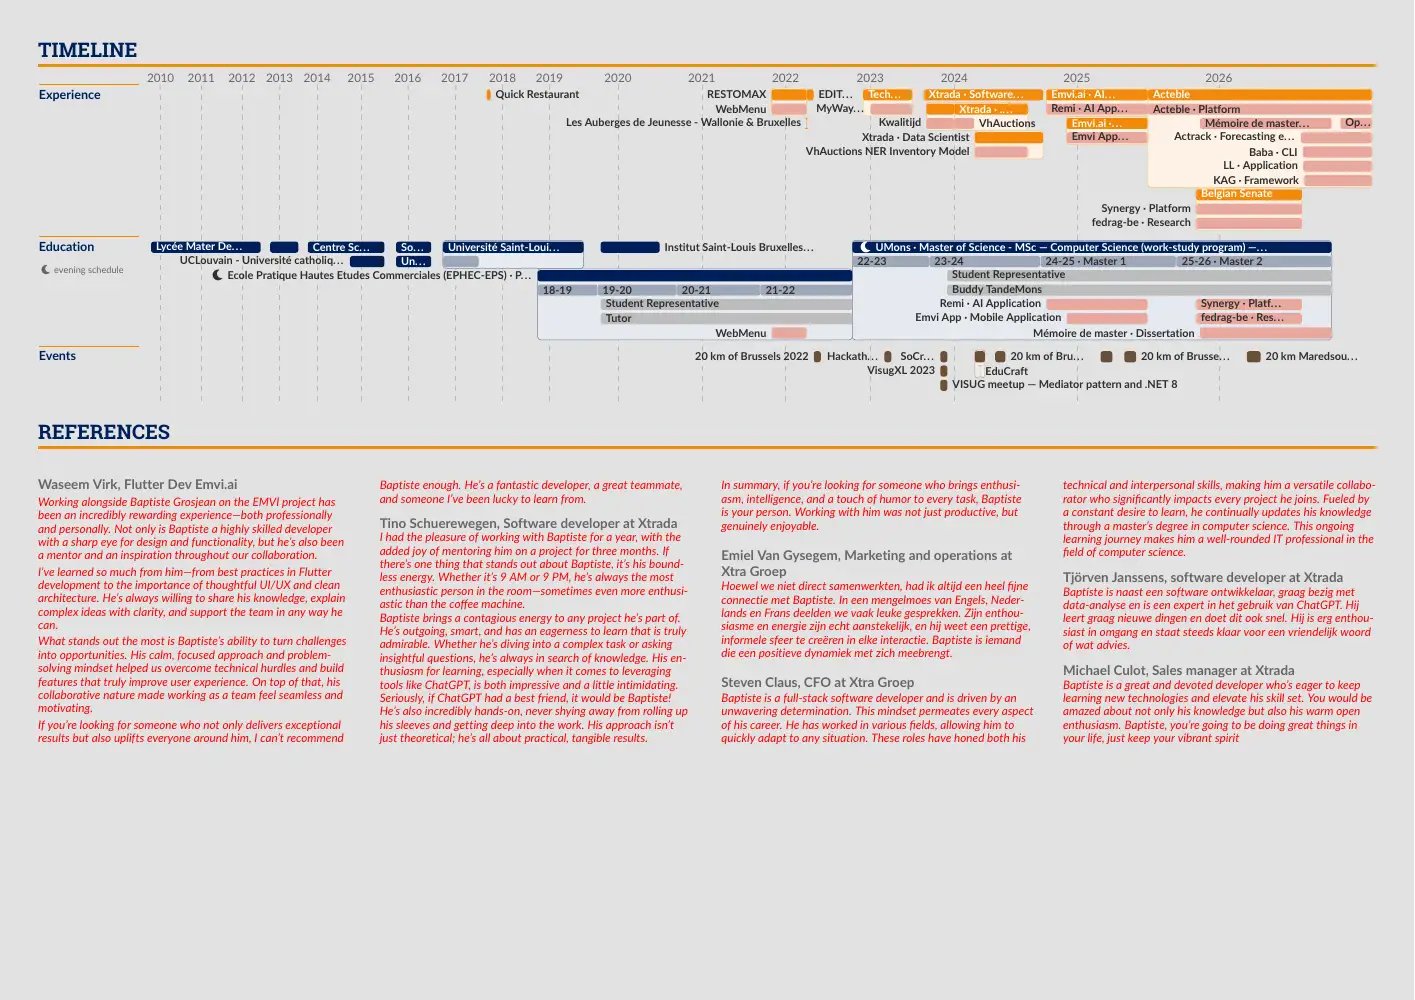 TIMELINE
2010 2011 2012 2013 2014 2015 2016 2017 2018 2019 2020 2021 2022 2023 2024 2025 2026
Experience
Quick Restaurant
RESTOMAX
EDIT…
Tech…
Xtrada · Software…
Emvi.ai · AI…
Acteble
WebMenu
MyWay…
Xtrada · …
Remi · AI App…
Acteble · Platform
Les Auberges de Jeunesse - Wallonie & Bruxelles
Kwalitijd
VhAuctions
Emvi.ai ·…
Mémoire de master…
Op…
Xtrada · Data Scientist
Emvi App…
Actrack · Forecasting e…
VhAuctions NER Inventory Model
Baba · CLI
LL · Application
KAG · Framework
Belgian Senate
Synergy · Platform
fedrag-be · Research
Education
Lycée Mater De…
Centre Sc…
So…
Université Saint-Loui…
Institut Saint-Louis Bruxelles…
UMons · Master of Science - MSc — Computer Science (work-study program) —…
UCLouvain - Université catholiq…
Un…
22-23
23-24
24-25 · Master 1
25-26 · Master 2
evening schedule
Ecole Pratique Hautes Etudes Commerciales (EPHEC-EPS) · P…
Student Representative
18-19
19-20
20-21
21-22
Buddy TandeMons
Student Representative
Remi · AI Application
Synergy · Platf…
Tutor
Emvi App · Mobile Application
fedrag-be · Res…
WebMenu
Mémoire de master · Dissertation
Events
20 km of Brussels 2022
Hackath…
SoCr…
20 km of Bru…
20 km of Brusse…
20 km Maredsou…
VisugXL 2023
EduCraft
VISUG meetup — Mediator pattern and .NET 8
REFERENCES
Waseem Virk, Flutter Dev Emvi.ai
Working alongside Baptiste Grosjean on the EMVI project has
been an incredibly rewarding experience—both professionally
and personally. Not only is Baptiste a highly skilled developer
with a sharp eye for design and functionality, but he's also been
a mentor and an inspiration throughout our collaboration.
I've learned so much from him—from best practices in Flutter
development to the importance of thoughtful UI/UX and clean
architecture. He's always willing to share his knowledge, explain
complex ideas with clarity, and support the team in any way he
can.
What stands out the most is Baptiste's ability to turn challenges
into opportunities. His calm, focused approach and problem-
solving mindset helped us overcome technical hurdles and build
features that truly improve user experience. On top of that, his
collaborative nature made working as a team feel seamless and
motivating.
If you're looking for someone who not only delivers exceptional
results but also uplifts everyone around him, I can't recommend
Baptiste enough. He's a fantastic developer, a great teammate,
and someone I've been lucky to learn from.
Tino Schuerewegen, Software developer at Xtrada
I had the pleasure of working with Baptiste for a year, with the
added joy of mentoring him on a project for three months. If
there's one thing that stands out about Baptiste, it's his bound-
less energy. Whether it's 9 AM or 9 PM, he's always the most
enthusiastic person in the room—sometimes even more enthusi-
astic than the coffee machine.
Baptiste brings a contagious energy to any project he's part of.
He's outgoing, smart, and has an eagerness to learn that is truly
admirable. Whether he's diving into a complex task or asking
insightful questions, he's always in search of knowledge. His en-
thusiasm for learning, especially when it comes to leveraging
tools like ChatGPT, is both impressive and a little intimidating.
Seriously, if ChatGPT had a best friend, it would be Baptiste!
He's also incredibly hands-on, never shying away from rolling up
his sleeves and getting deep into the work. His approach isn't
just theoretical; he's all about practical, tangible results.
In summary, if you're looking for someone who brings enthusi-
asm, intelligence, and a touch of humor to every task, Baptiste
is your person. Working with him was not just productive, but
genuinely enjoyable.
Emiel Van Gysegem, Marketing and operations at
Xtra Groep
Hoewel we niet direct samenwerkten, had ik altijd een heel fijne
connectie met Baptiste. In een mengelmoes van Engels, Neder-
lands en Frans deelden we vaak leuke gesprekken. Zijn enthou-
siasme en energie zijn echt aanstekelijk, en hij weet een prettige,
informele sfeer te creëren in elke interactie. Baptiste is iemand
die een positieve dynamiek met zich meebrengt.
Steven Claus, CFO at Xtra Groep
Baptiste is a full-stack software developer and is driven by an
unwavering determination. This mindset permeates every aspect
of his career. He has worked in various fields, allowing him to
quickly adapt to any situation. These roles have honed both his
technical and interpersonal skills, making him a versatile collabo-
rator who significantly impacts every project he joins. Fueled by
a constant desire to learn, he continually updates his knowledge
through a master's degree in computer science. This ongoing
learning journey makes him a well-rounded IT professional in the
field of computer science.
Tjörven Janssens, software developer at Xtrada
Baptiste is naast een software ontwikkelaar, graag bezig met
data-analyse en is een expert in het gebruik van ChatGPT. Hij
leert graag nieuwe dingen en doet dit ook snel. Hij is erg enthou-
siast in omgang en staat steeds klaar voor een vriendelijk woord
of wat advies.
Michael Culot, Sales manager at Xtrada
Baptiste is a great and devoted developer who's eager to keep
learning new technologies and elevate his skill set. You would be
amazed about not only his knowledge but also his warm open
enthusiasm. Baptiste, you're going to be doing great things in
your life, just keep your vibrant spirit